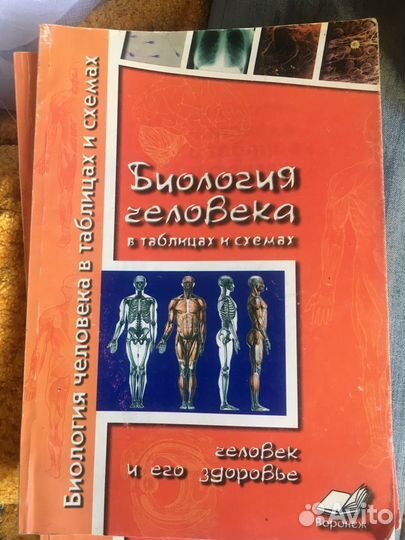 Биология человека в таблицах и схемах
Биология
человека
в таблицах и схемах
человек
и его здоровье
Воронеж
Avito